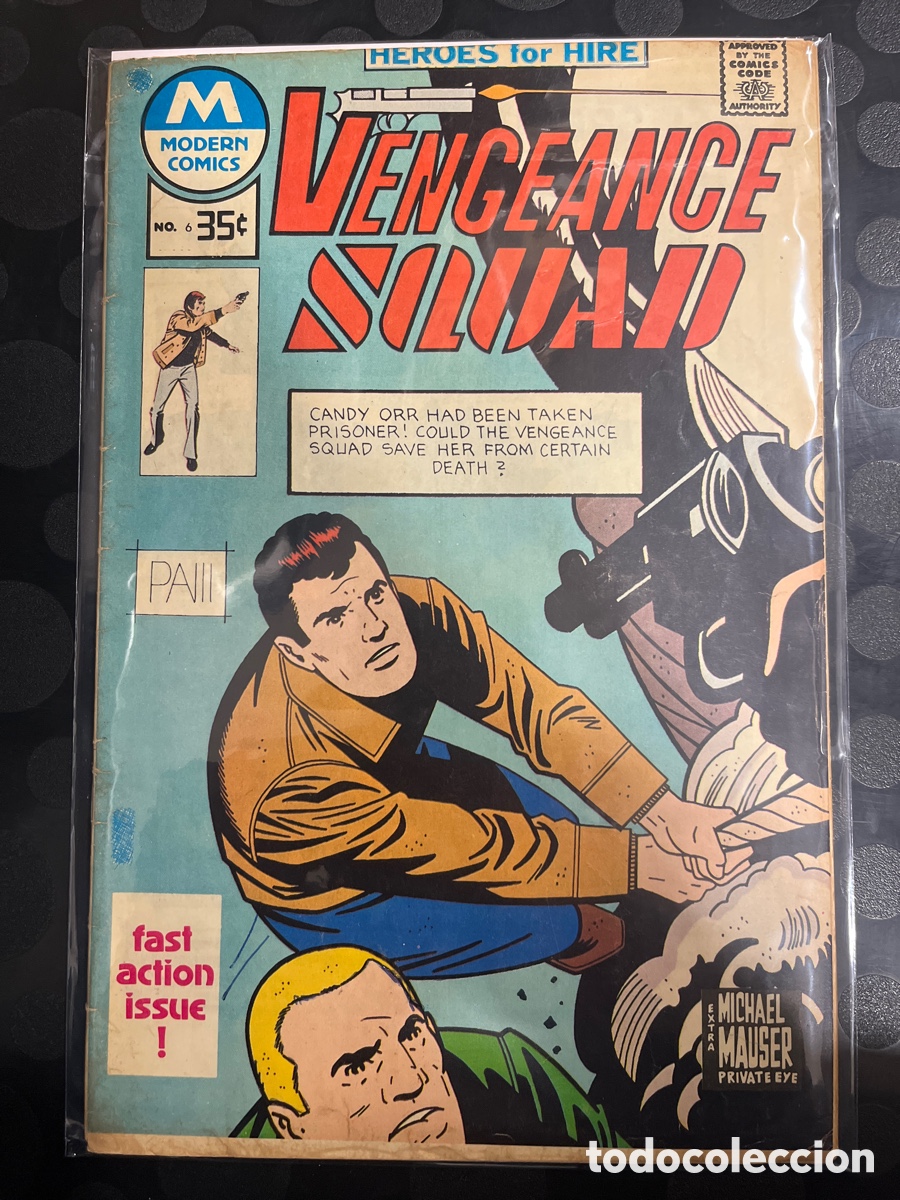 HEROES for HIRE
APPROVED
BY THE
COMICS
CODE
AUTHORITY
M
MODERN
COMICS
NO. 6 35¢
VENGEANCE
SQUAD
CANDY ORR HAD BEEN TAKEN
PRISONER! COULD THE VENGEANCE
SQUAD SAVE HER FROM CERTAIN
DEATH?
PAIII
fast
action
issue
!
EXTRA
MICHAEL
MAUSER
PRIVATE EYE
todocoleccion